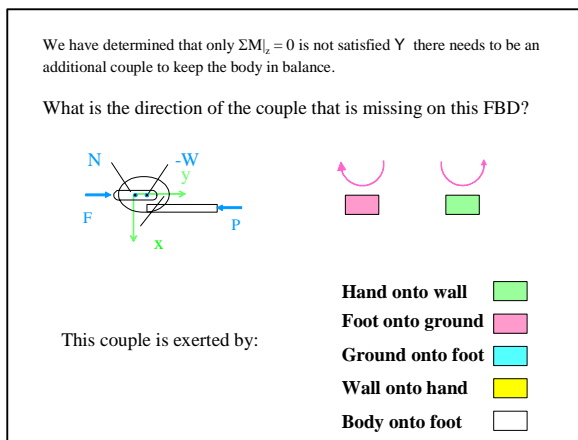 We have determined that only ΣM|z = 0 is not satisfied Y there needs to be an
additional couple to keep the body in balance.
What is the direction of the couple that is missing on this FBD?
N
-W
y
F
P
x
Hand onto wall
Foot onto ground
This couple is exerted by:
Ground onto foot
Wall onto hand
Body onto foot